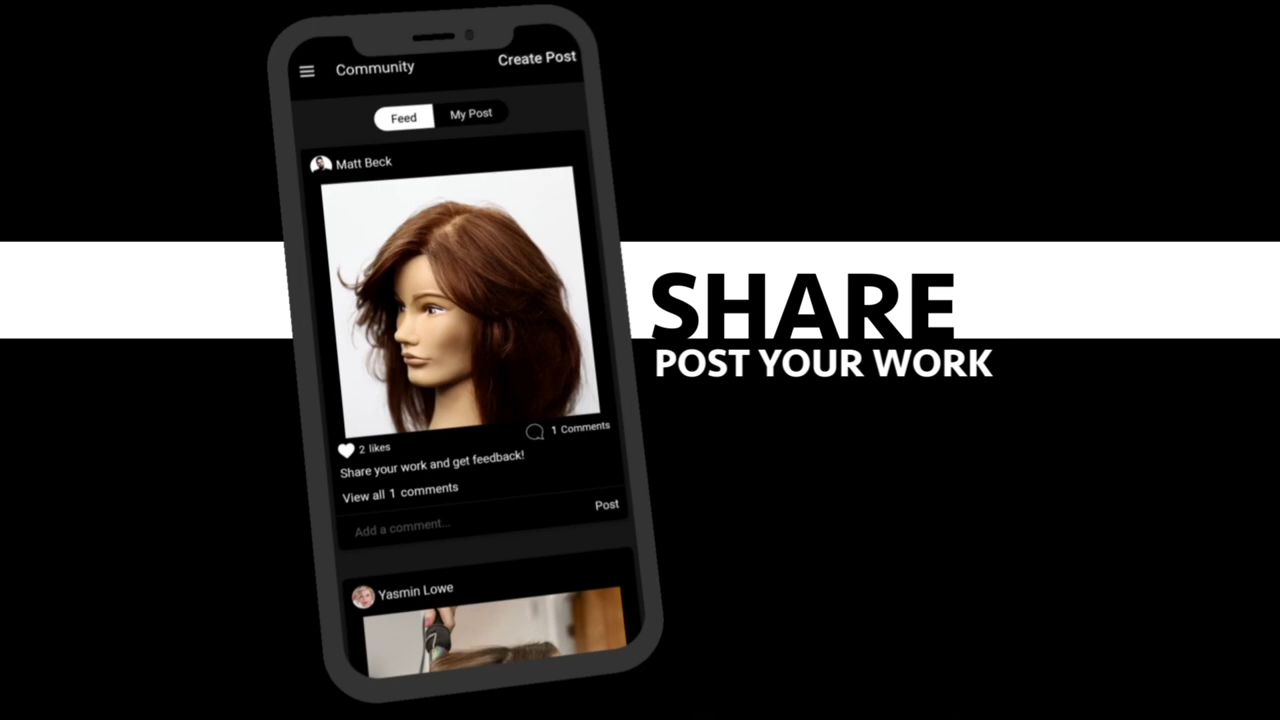 Community
Create Post
Feed
My Post
Matt Beck
2 likes
1 Comments
Share your work and get feedback!
View all 1 comments
Add a comment...
Post
Yasmin Lowe
SHARE
POST YOUR WORK